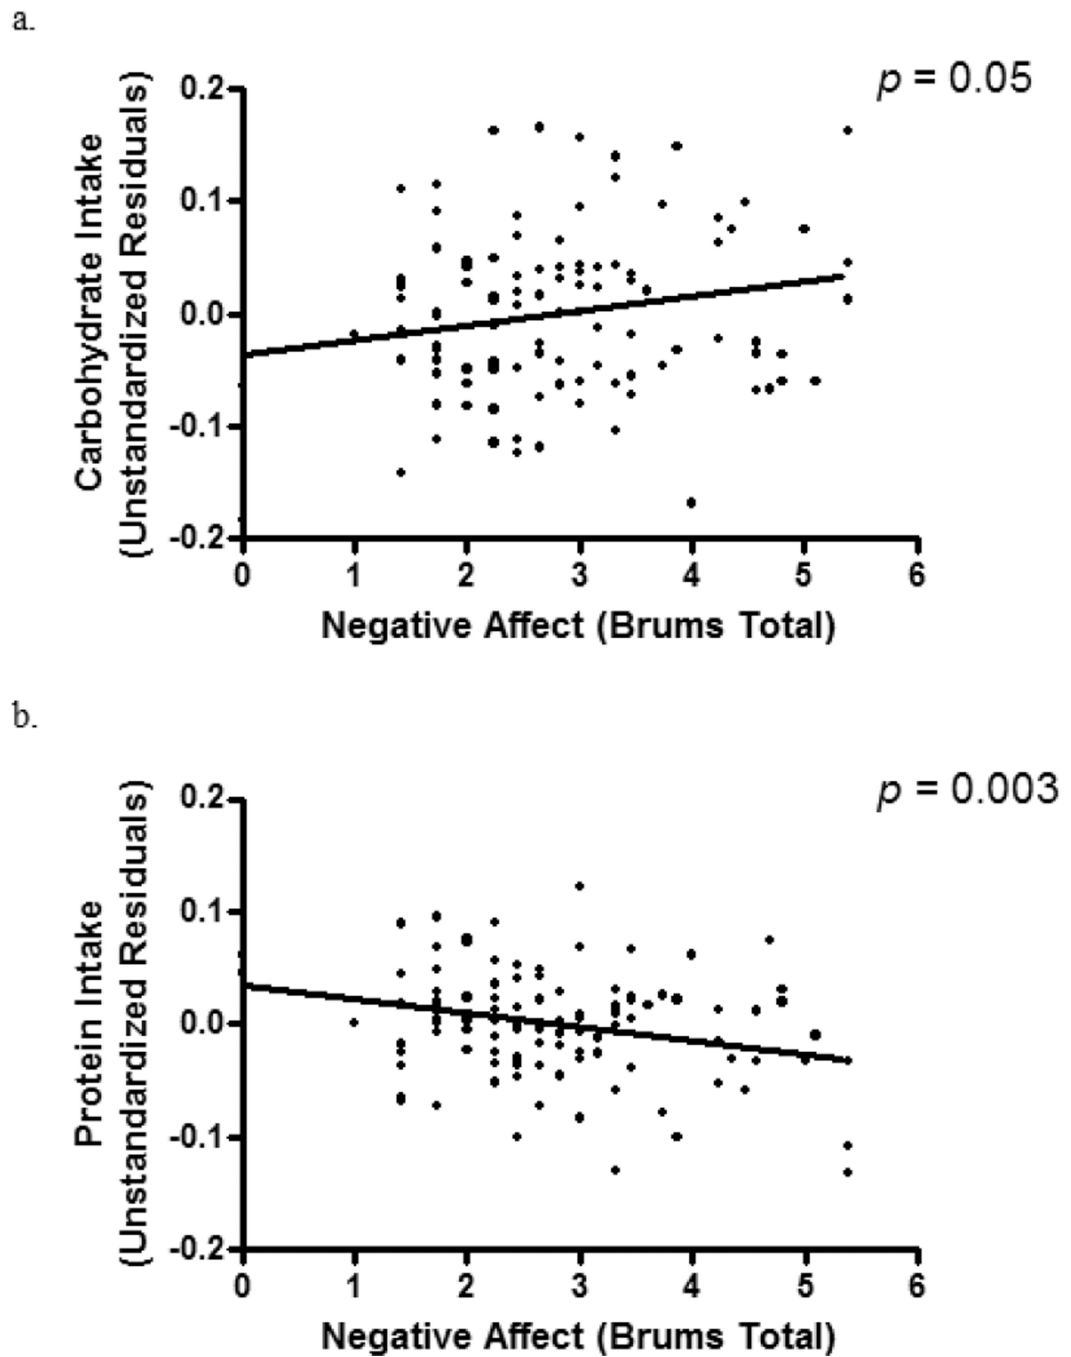 a.
p = 0.05
Carbohydrate Intake
(Unstandardized Residuals)
0.2
0.1
0.0
-0.1
-0.2
0 1 2 3 4 5 6
Negative Affect (Brums Total)
b.
p = 0.003
Protein Intake
(Unstandardized Residuals)
0.2
0.1
0.0
-0.1
-0.2
0 1 2 3 4 5 6
Negative Affect (Brums Total)